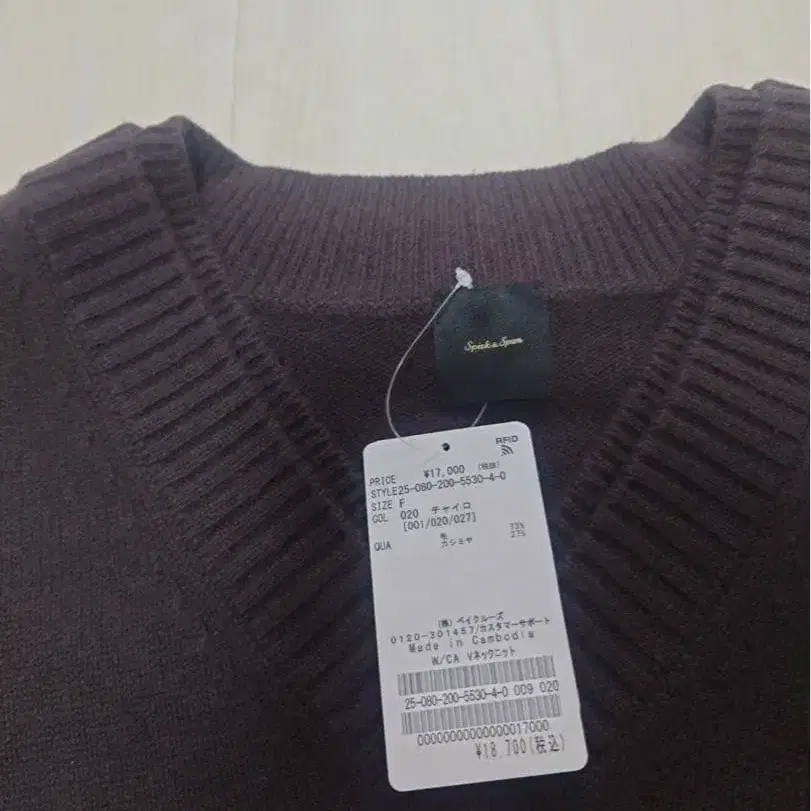 Spick & Span
RFID
PRICE ¥17,000 (税抜)
STYLE25-080-200-5530-4-0
SIZE F
COL 020 チャイロ
[001/020/027]
QUA 毛 73%
カシミヤ 27%
(株)ベイクルーズ
0120-301457/カスタマーサポート
Made in Cambodia
W/CA Vネックニット
25-080-200-5530-4-0 009 020
00000000000000017000
¥18,700(税込)